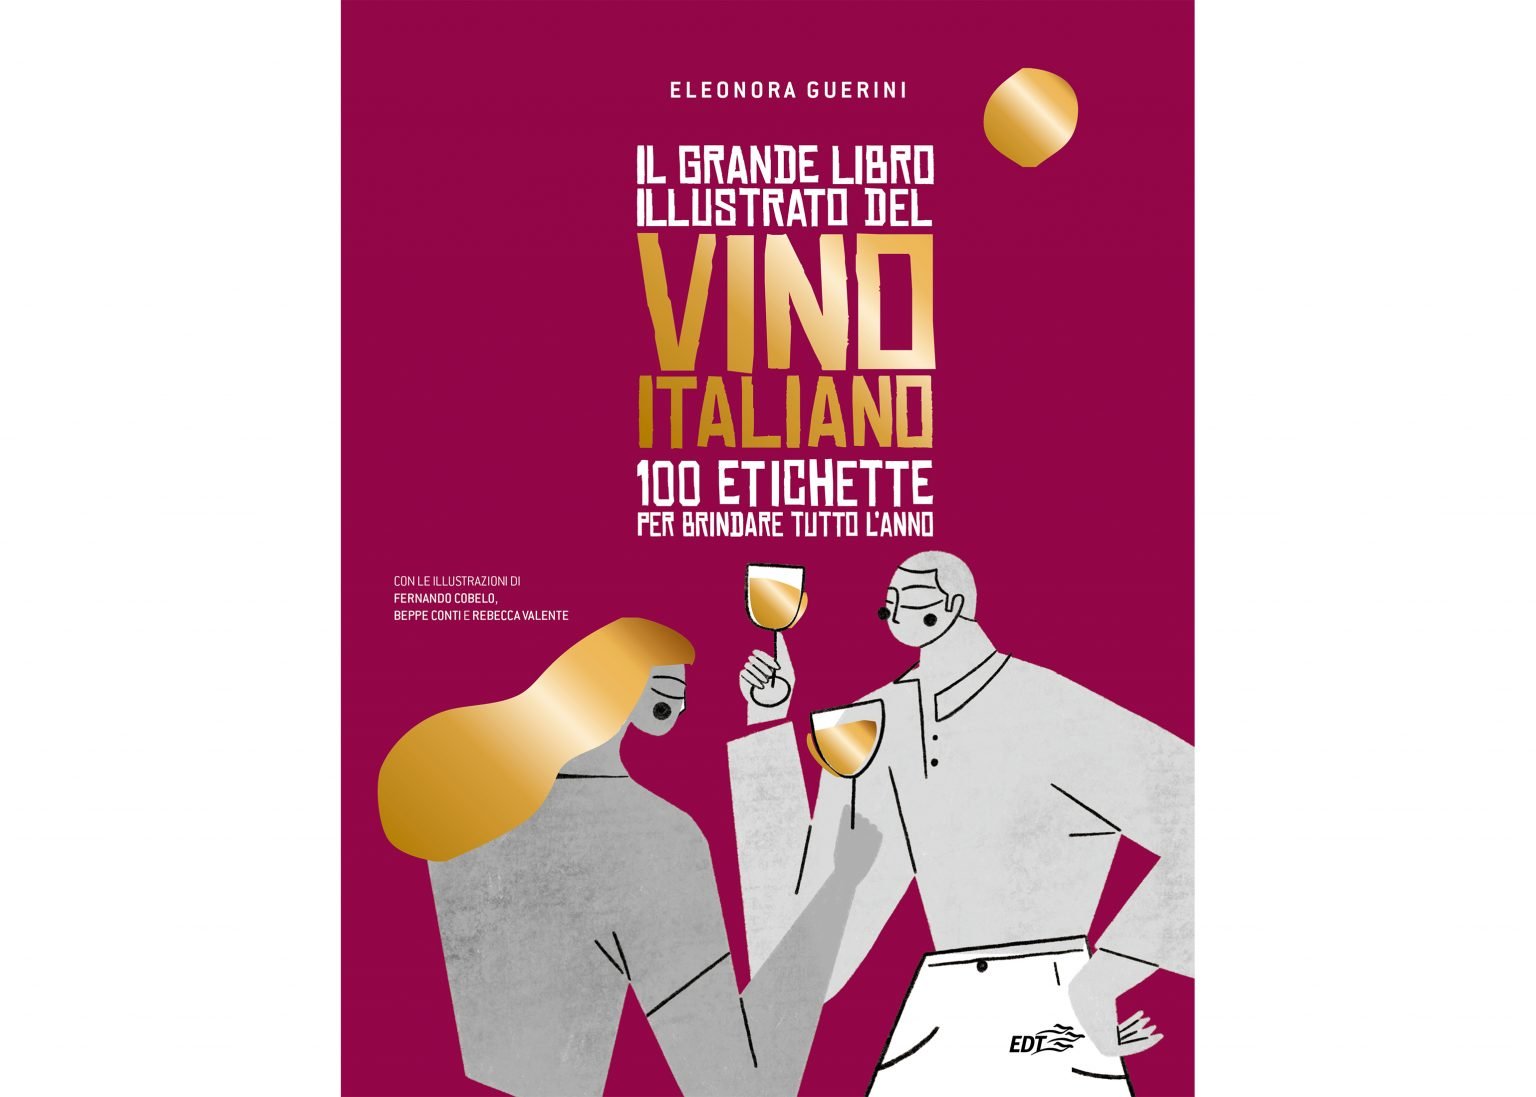 ELEONORA GUERINI
IL GRANDE LIBRO
ILLUSTRATO DEL
VINO
ITALIANO
100 ETICHETTE
PER BRINDARE TUTTO L'ANNO
CON LE ILLUSTRAZIONI DI
FERNANDO COBELO,
BEPPE CONTI E REBECCA VALENTE
EDT